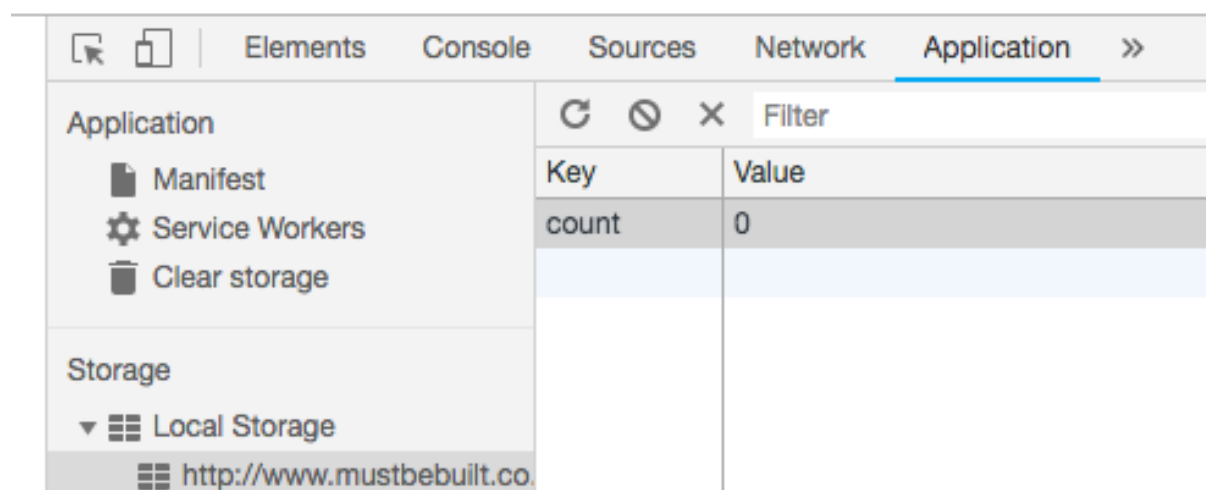 Elements Console Sources Network Application »
Application
Manifest
Service Workers
Clear storage
Storage
Local Storage
http://www.mustbebuilt.co.
Filter
Key Value
count 0